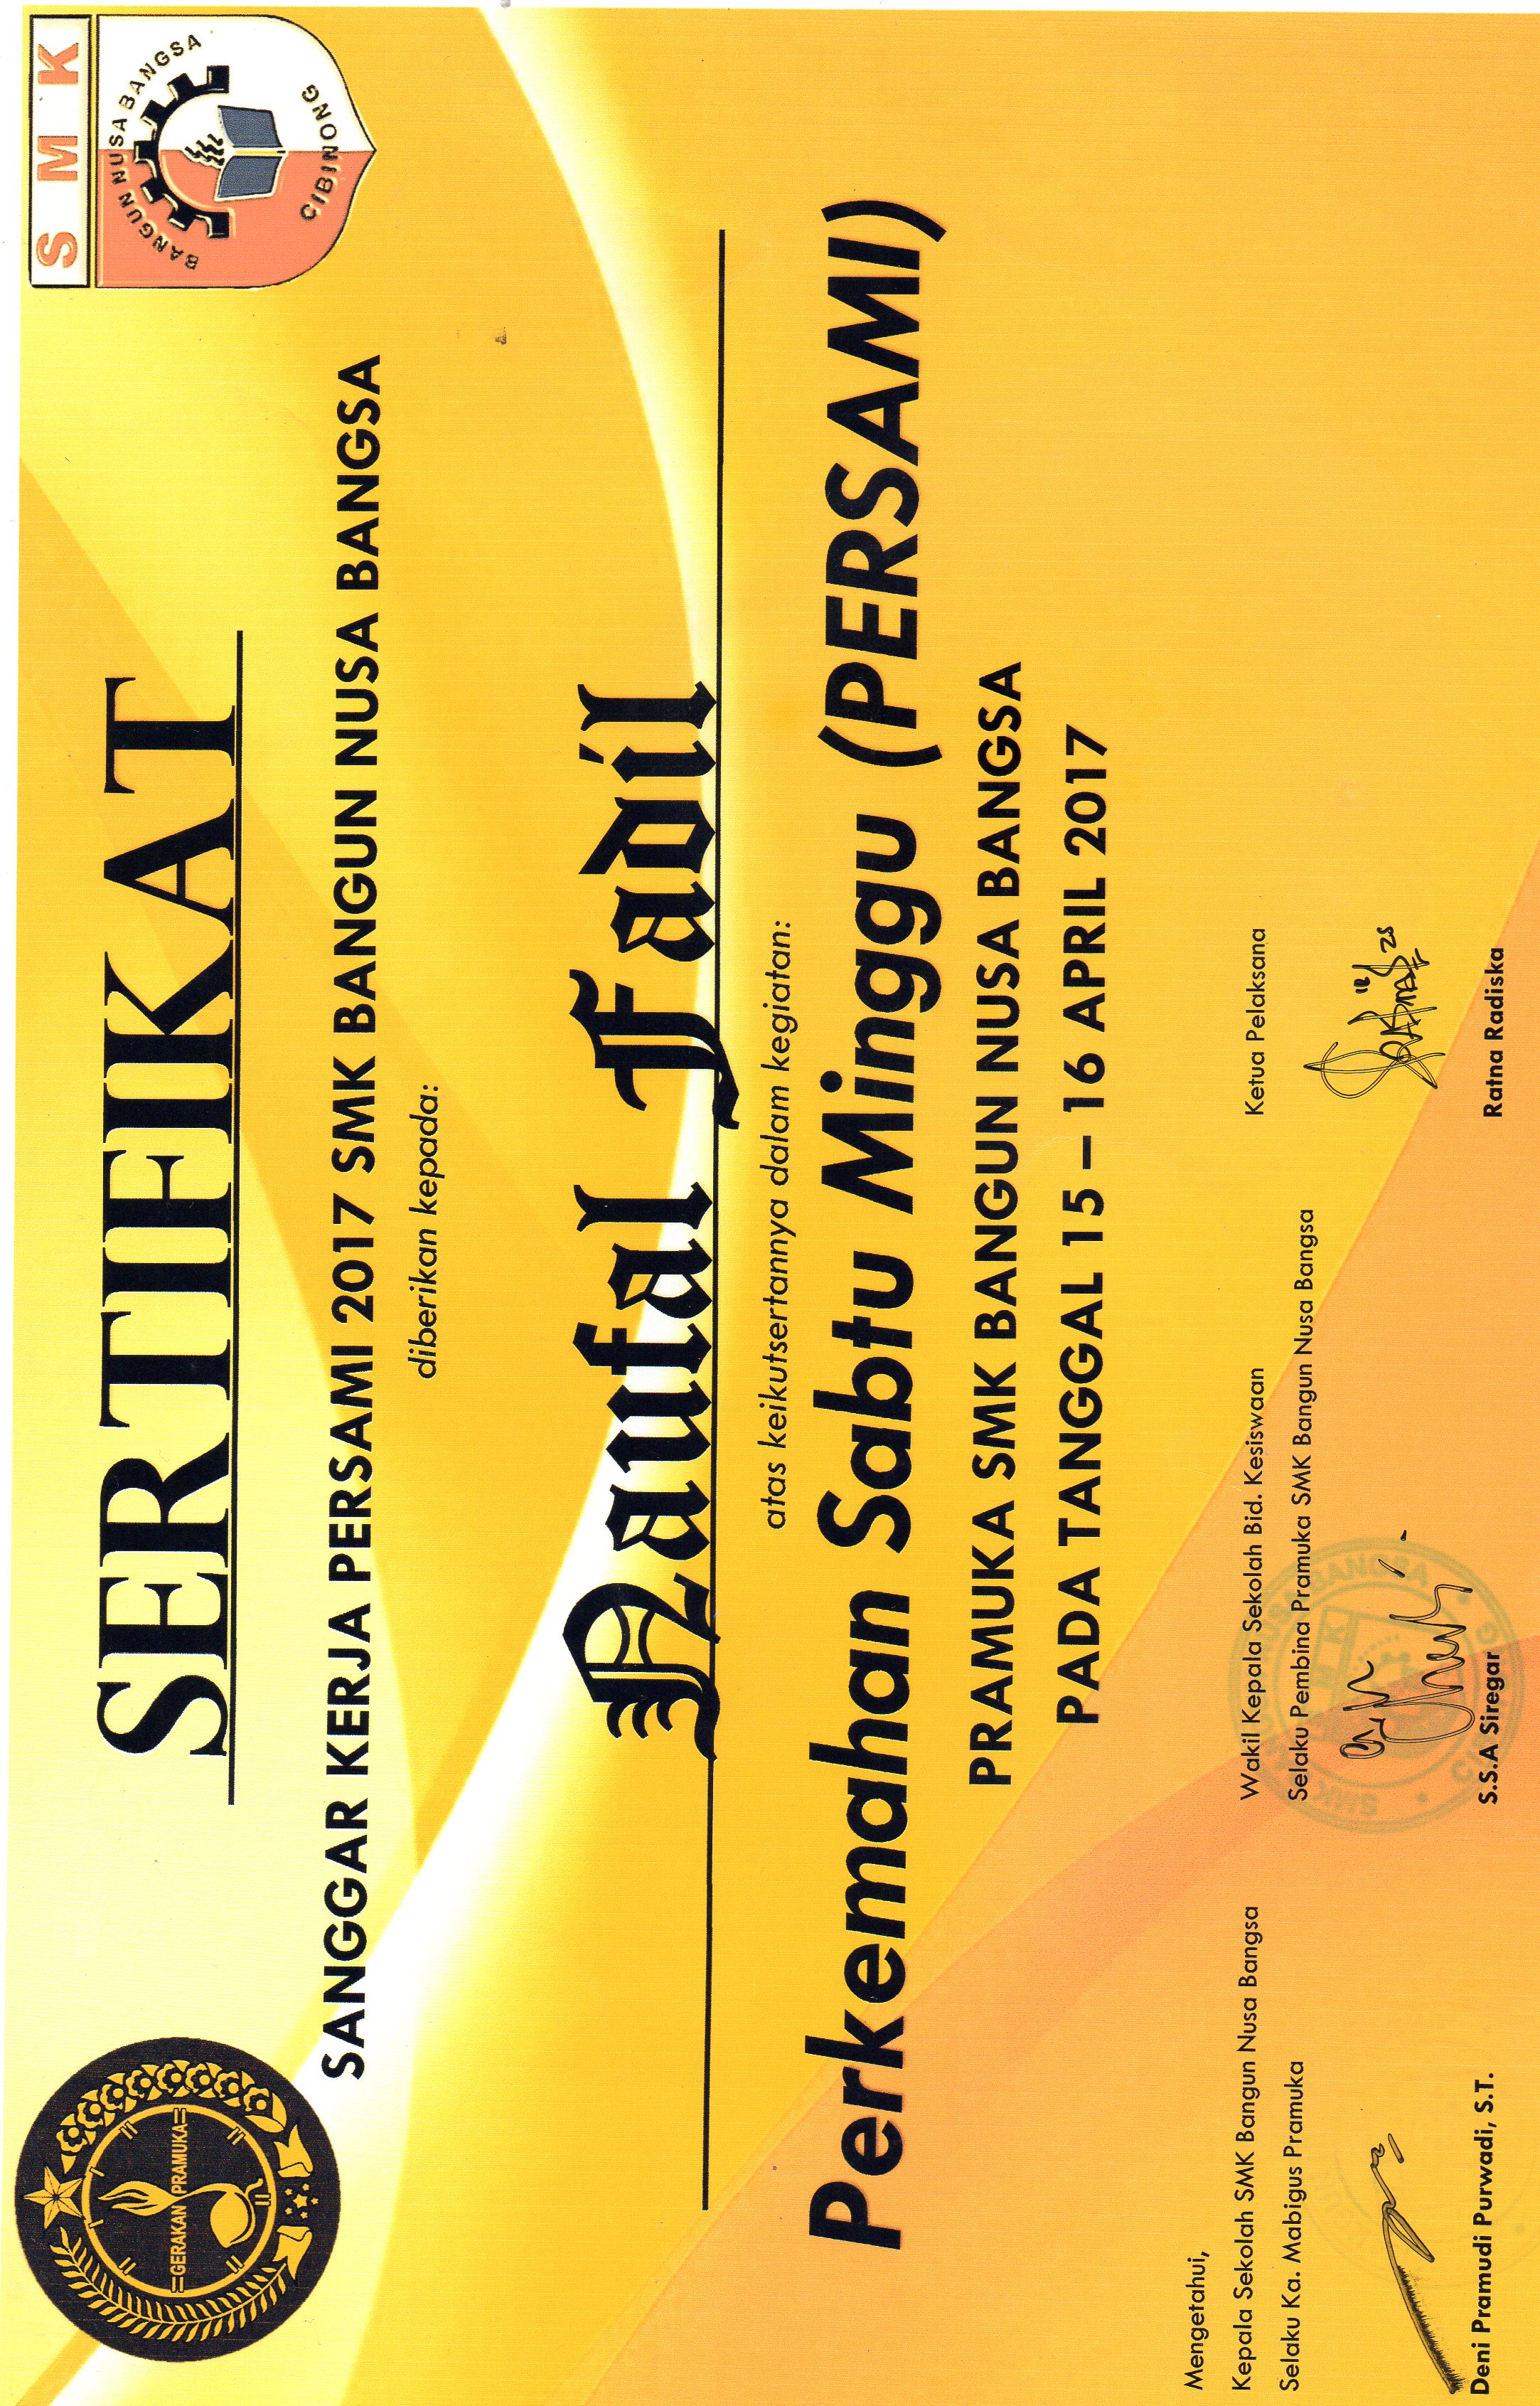 GERAKAN PRAMUKA
S M K
BANGUN NUSA BANGSA
CIBINONG
SERTIFIKAT
SANGGAR KERJA PERSAMI 2017 SMK BANGUN NUSA BANGSA
diberikan kepada:
Naufal Fadil
atas keikutsertannya dalam kegiatan:
Perkemahan Sabtu Minggu (PERSAMI)
PRAMUKA SMK BANGUN NUSA BANGSA
PADA TANGGAL 15 – 16 APRIL 2017
Mengetahui,
Kepala Sekolah SMK Bangun Nusa Bangsa
Selaku Ka. Mabigus Pramuka
Deni Pramudi Purwadi, S.T.
Wakil Kepala Sekolah Bid. Kesiswaan
Selaku Pembina Pramuka SMK Bangun Nusa Bangsa
S.S.A Siregar
Ketua Pelaksana
Ratna Radiska